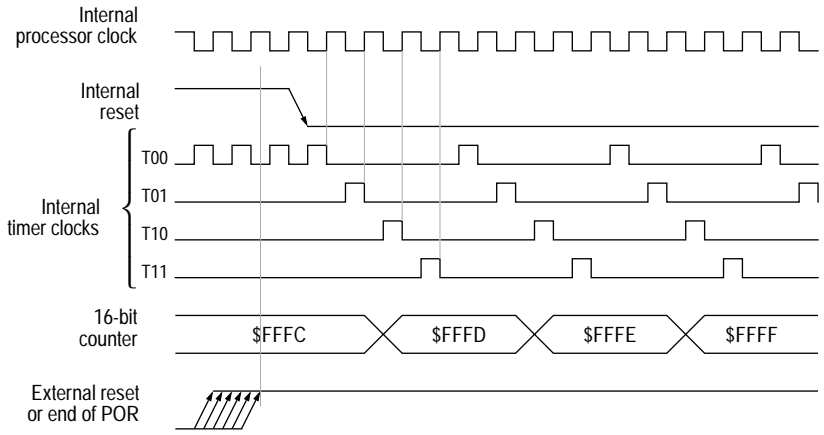 Internal
processor clock
Internal
reset
T00
T01
Internal
timer clocks
T10
T11
16-bit
counter
$FFFC
$FFFD
$FFFE
$FFFF
External reset
or end of POR